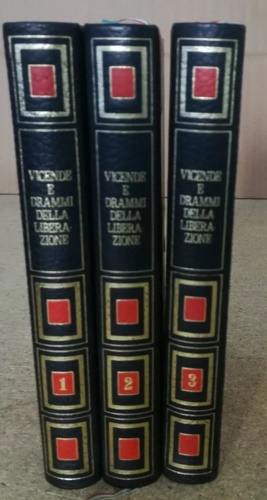 VICENDE
E
DRAMMI
DELLA
LIBERA-
ZIONE
1
VICENDE
E
DRAMMI
DELLA
LIBERA-
ZIONE
2
VICENDE
E
DRAMMI
DELLA
LIBERA-
ZIONE
3